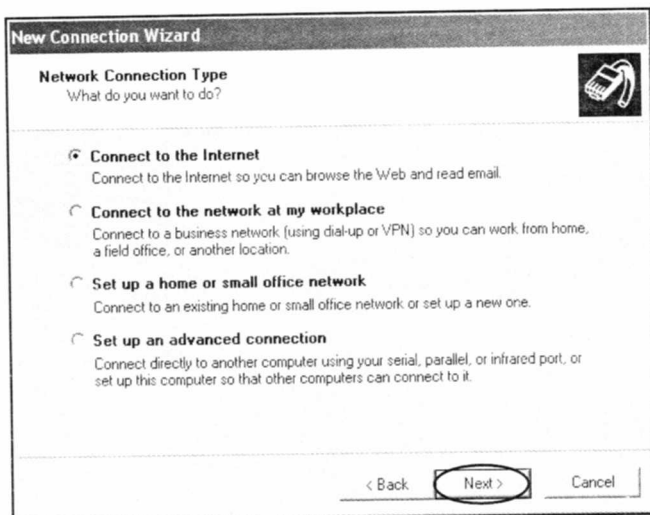 New Connection Wizard
Network Connection Type
What do you want to do?
Connect to the Internet
Connect to the Internet so you can browse the Web and read email.
Connect to the network at my workplace
Connect to a business network (using dial-up or VPN) so you can work from home,
a field office, or another location.
Set up a home or small office network
Connect to an existing home or small office network or set up a new one.
Set up an advanced connection
Connect directly to another computer using your serial, parallel, or infrared port, or
set up this computer so that other computers can connect to it.
< Back Next > Cancel